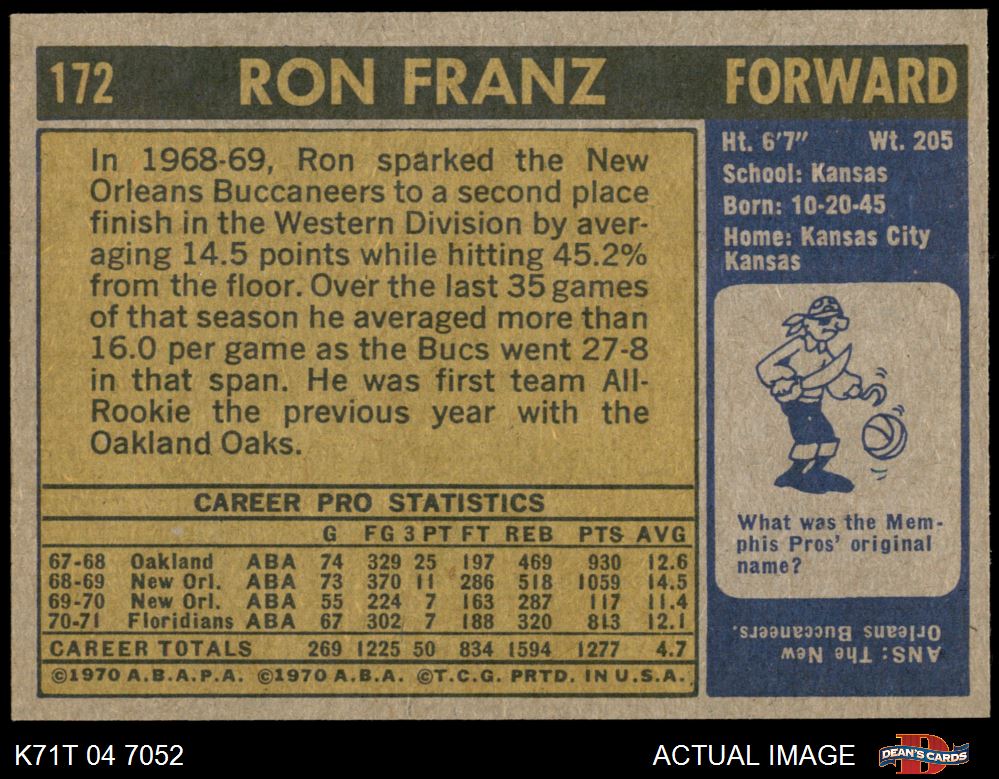 172 RON FRANZ FORWARD
In 1968-69, Ron sparked the New
Orleans Buccaneers to a second place
finish in the Western Division by aver-
aging 14.5 points while hitting 45.2%
from the floor. Over the last 35 games
of that season he averaged more than
16.0 per game as the Bucs went 27-8
in that span. He was first team All-
Rookie the previous year with the
Oakland Oaks.
Ht. 6'7" Wt. 205
School: Kansas
Born: 10-20-45
Home: Kansas City
Kansas
What was the Mem-
phis Pros' original
name?
ANS: The New
Orleans Buccaneers.
CAREER PRO STATISTICS
G FG 3 PT FT REB PTS AVG
67-68 Oakland ABA 74 329 25 197 469 930 12.6
68-69 New Orl. ABA 73 370 11 286 518 1059 14.5
69-70 New Orl. ABA 55 224 7 163 287 117 11.4
70-71 Floridians ABA 67 302 7 188 320 813 12.1
CAREER TOTALS 269 1225 50 834 1594 1277 4.7
©1970 A.B.A.P.A. ©1970 A.B.A. ©T.C.G. PRTD. IN U.S.A.
K71T 04 7052 ACTUAL IMAGE DEAN'S CARDS